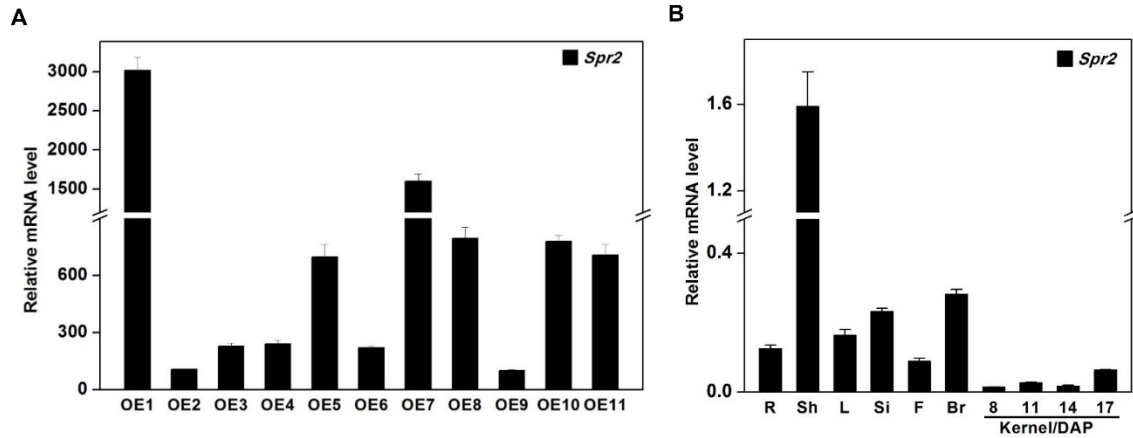 A
Relative mRNA level
3000
2500
2000
1500
600
300
0
Spr2
OE1 OE2 OE3 OE4 OE5 OE6 OE7 OE8 OE9 OE10 OE11
B
Relative mRNA level
1.6
1.2
0.4
0.0
Spr2
R Sh L Si F Br 8 11 14 17
Kernel/DAP